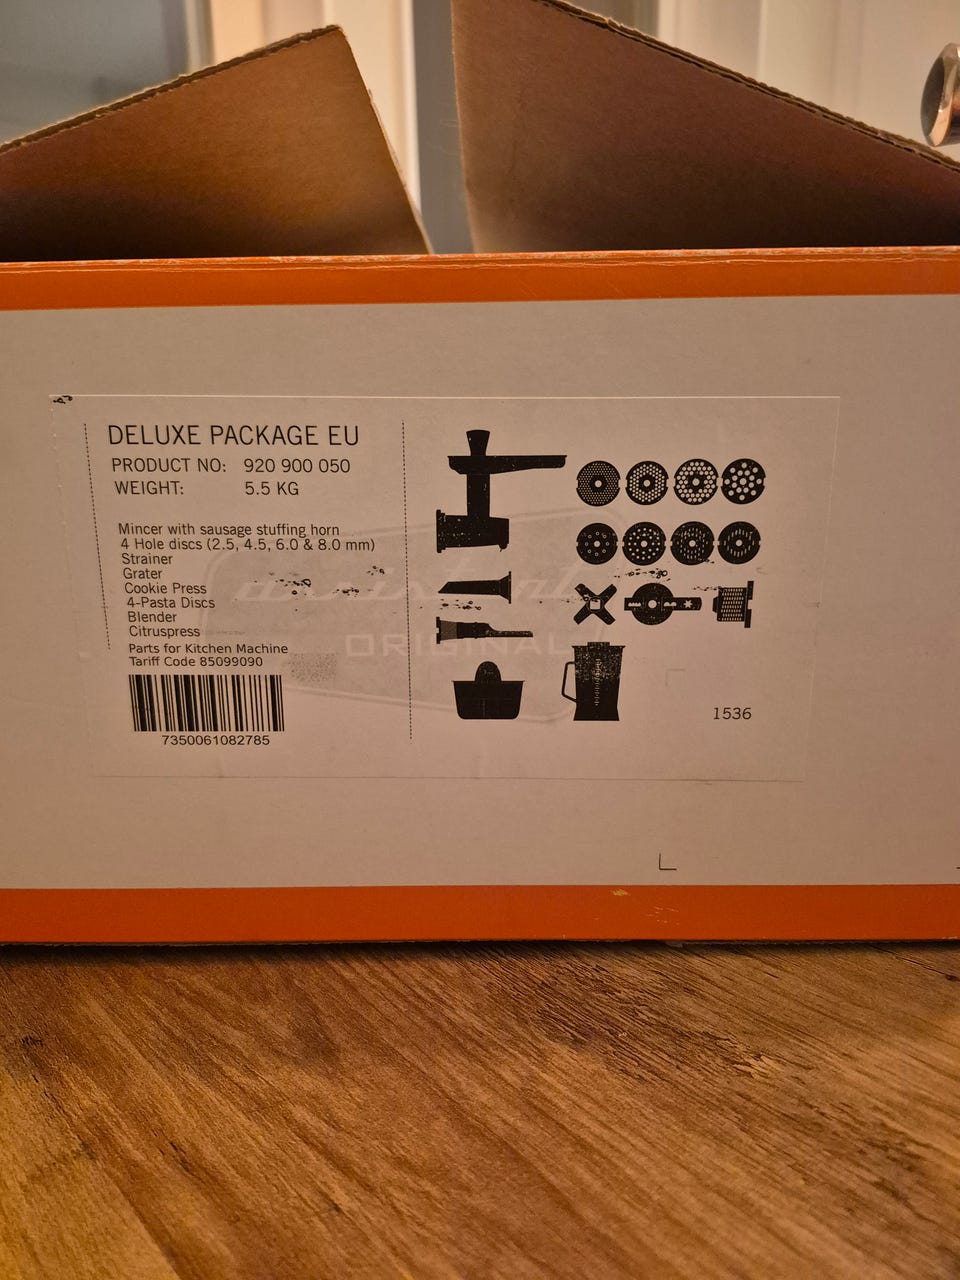 DELUXE PACKAGE EU
PRODUCT NO: 920 900 050
WEIGHT: 5.5 KG
Mincer with sausage stuffing horn
4 Hole discs (2.5, 4.5, 6.0 & 8.0 mm)
Strainer
Grater
Cookie Press
4-Pasta Discs
Blender
Citruspress
Parts for Kitchen Machine
Tariff Code 85099090
7350061082785
ORIGINAL
1536